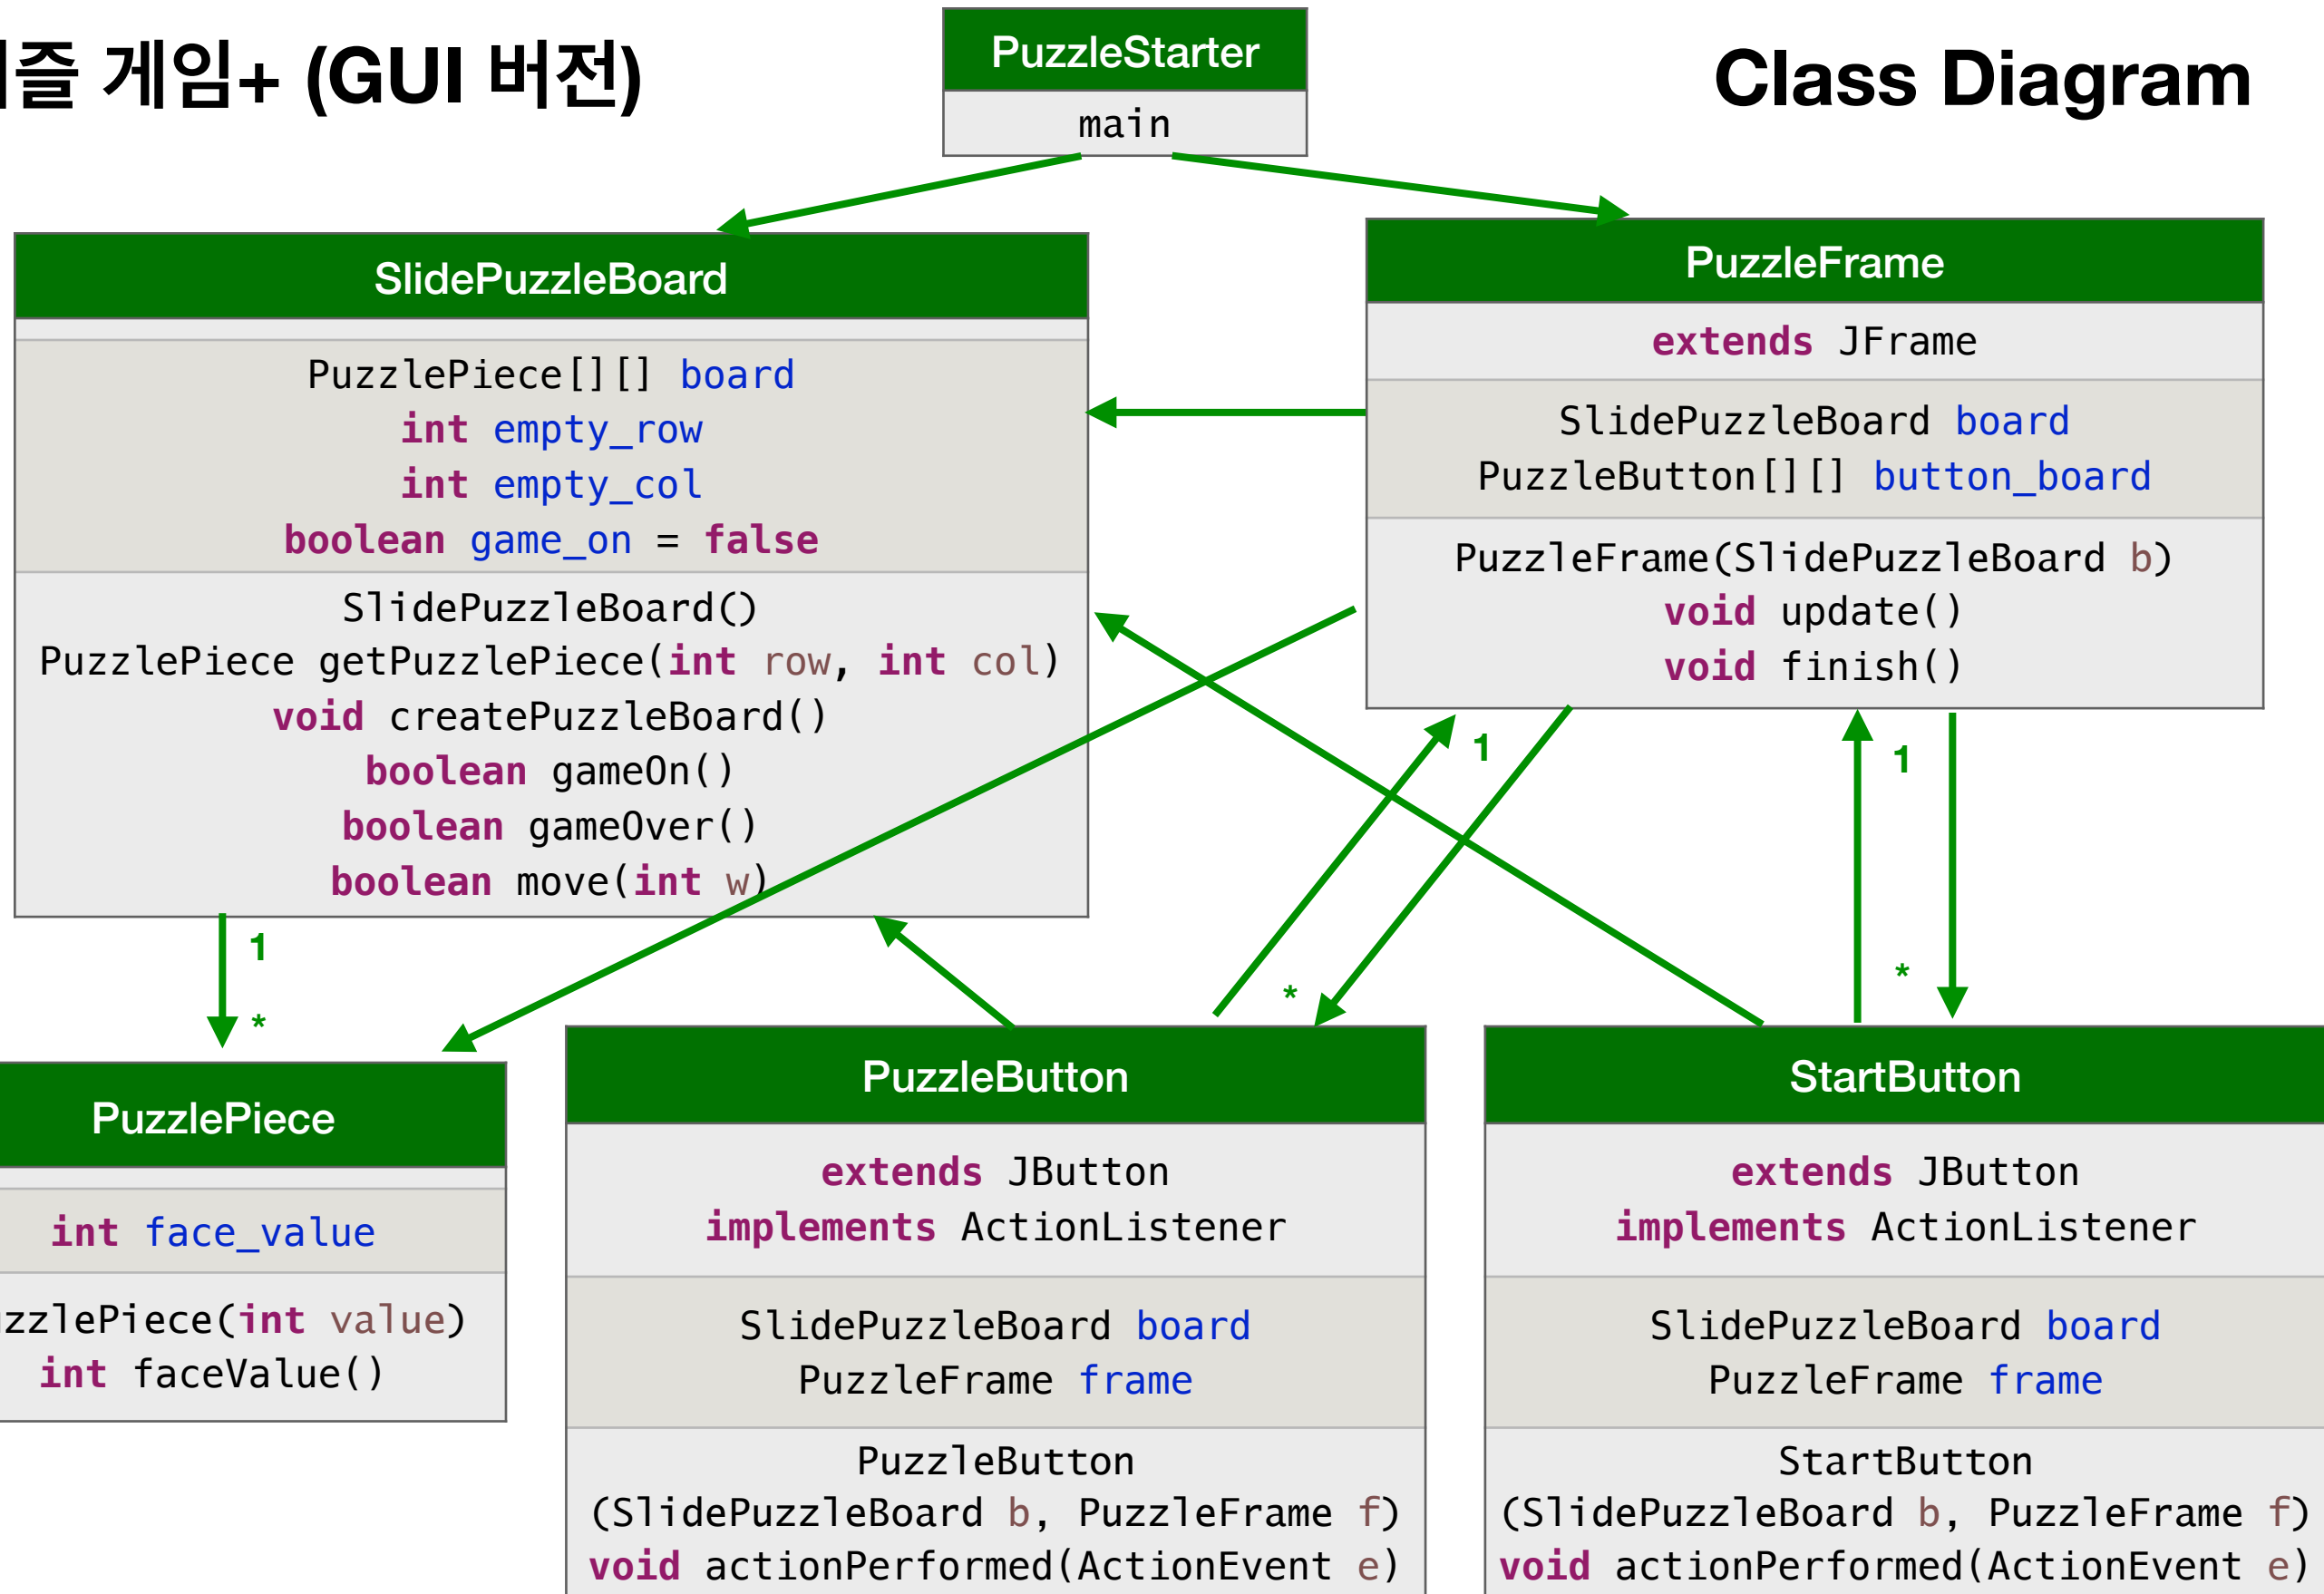 즐 게임+ (GUI 버전)
Class Diagram
PuzzleStarter
main
SlidePuzzleBoard
PuzzlePiece[][] board
int empty_row
int empty_col
boolean game_on = false
SlidePuzzleBoard()
PuzzlePiece getPuzzlePiece(int row, int col)
void createPuzzleBoard()
boolean gameOn()
boolean gameOver()
boolean move(int w)
PuzzleFrame
extends JFrame
SlidePuzzleBoard board
PuzzleButton[][] button_board
PuzzleFrame(SlidePuzzleBoard b)
void update()
void finish()
1
*
1
*
1
*
PuzzlePiece
int face_value
zzlePiece(int value)
int faceValue()
PuzzleButton
extends JButton
implements ActionListener
SlidePuzzleBoard board
PuzzleFrame frame
PuzzleButton
(SlidePuzzleBoard b, PuzzleFrame f)
void actionPerformed(ActionEvent e)
StartButton
extends JButton
implements ActionListener
SlidePuzzleBoard board
PuzzleFrame frame
StartButton
(SlidePuzzleBoard b, PuzzleFrame f)
void actionPerformed(ActionEvent e)